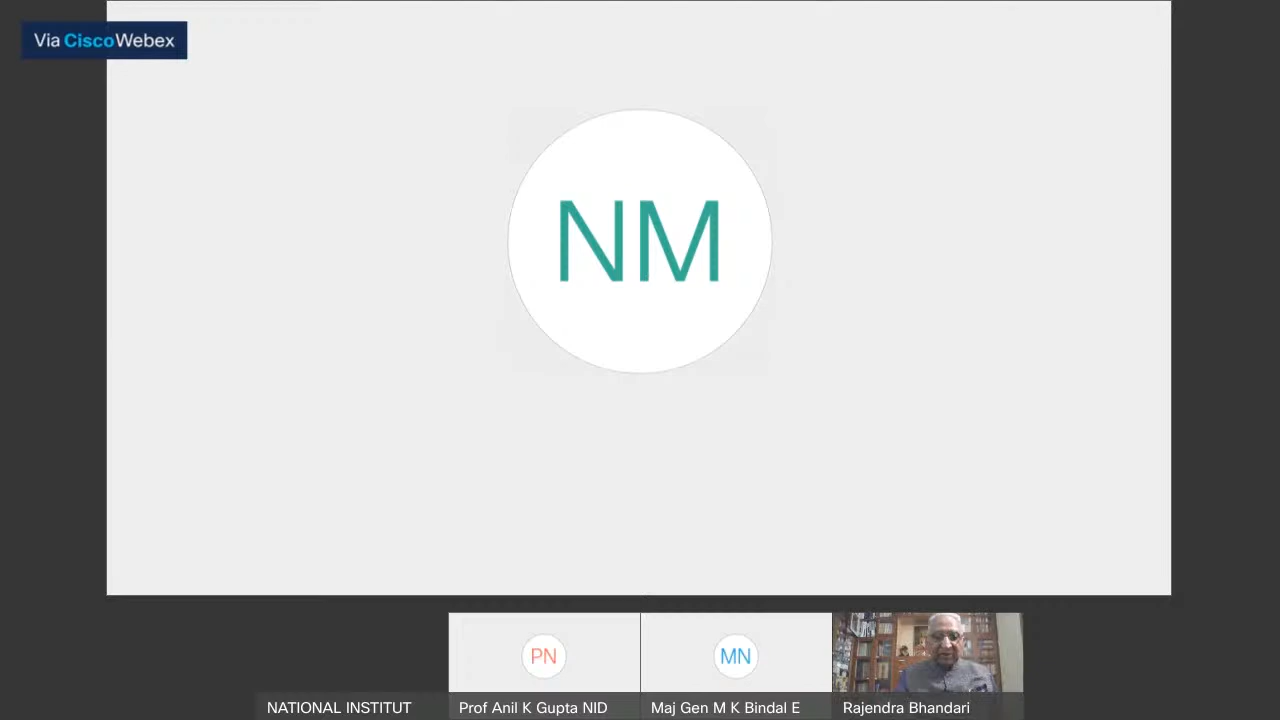 Via CiscoWebex
NM
PN
MN
NATIONAL INSTITUT
Prof Anil K Gupta NID
Maj Gen M K Bindal E
Rajendra Bhandari